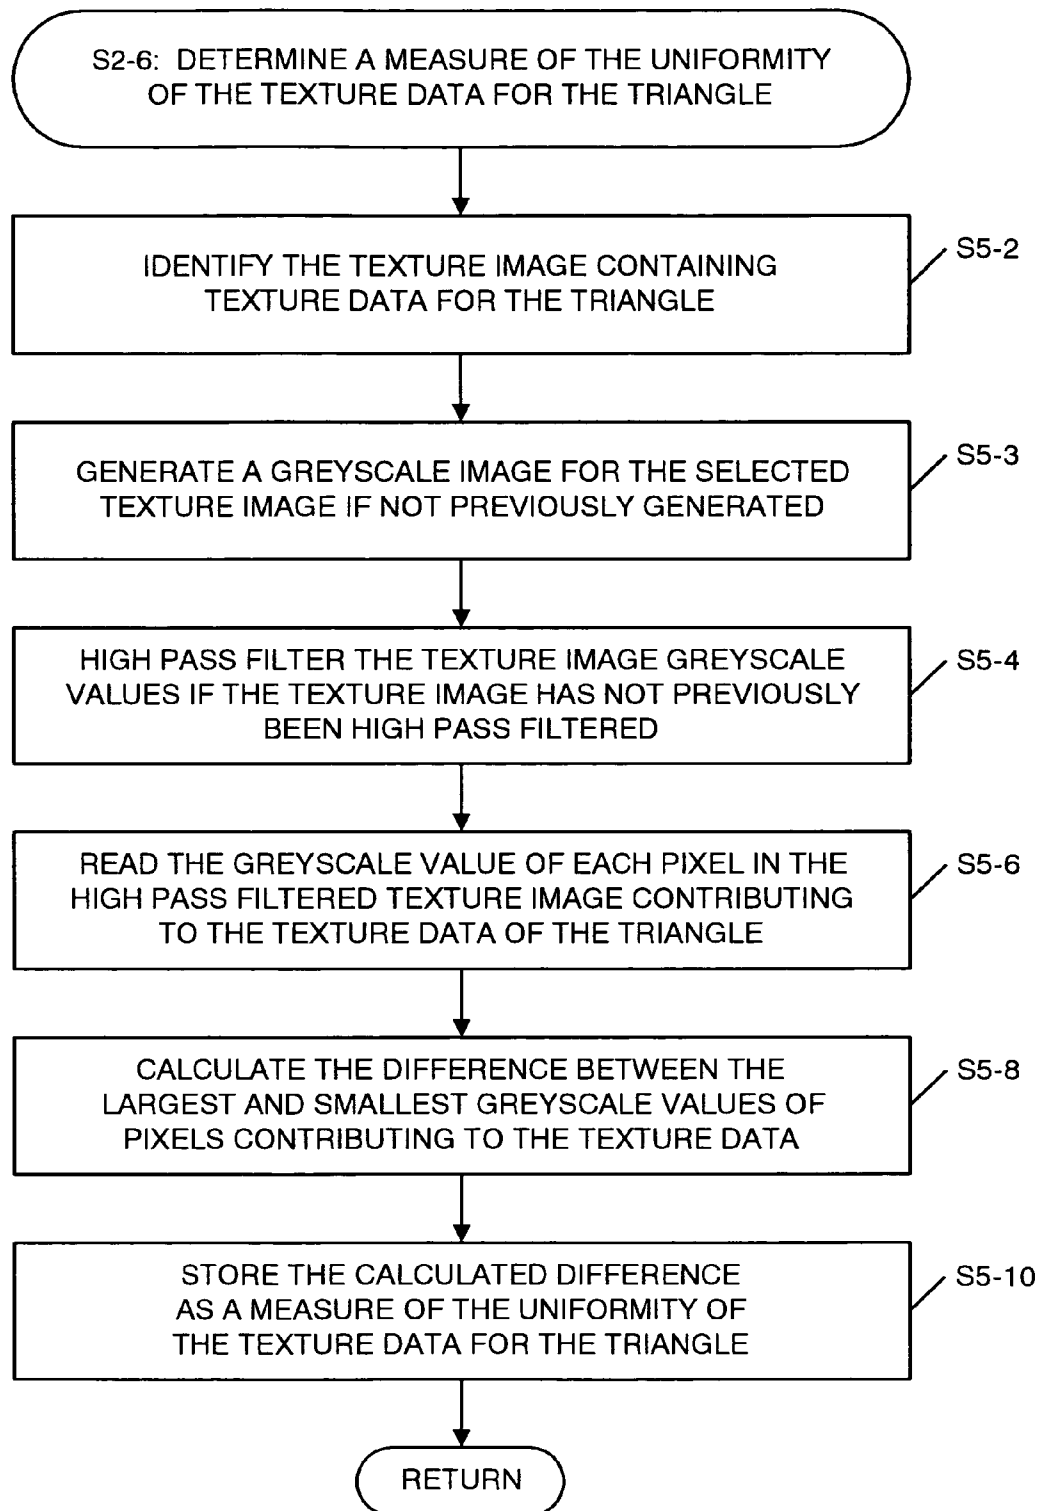 S2-6: DETERMINE A MEASURE OF THE UNIFORMITY
OF THE TEXTURE DATA FOR THE TRIANGLE
IDENTIFY THE TEXTURE IMAGE CONTAINING
TEXTURE DATA FOR THE TRIANGLE
S5-2
GENERATE A GREYSCALE IMAGE FOR THE SELECTED
TEXTURE IMAGE IF NOT PREVIOUSLY GENERATED
S5-3
HIGH PASS FILTER THE TEXTURE IMAGE GREYSCALE
VALUES IF THE TEXTURE IMAGE HAS NOT PREVIOUSLY
BEEN HIGH PASS FILTERED
S5-4
READ THE GREYSCALE VALUE OF EACH PIXEL IN THE
HIGH PASS FILTERED TEXTURE IMAGE CONTRIBUTING
TO THE TEXTURE DATA OF THE TRIANGLE
S5-6
CALCULATE THE DIFFERENCE BETWEEN THE
LARGEST AND SMALLEST GREYSCALE VALUES OF
PIXELS CONTRIBUTING TO THE TEXTURE DATA
S5-8
STORE THE CALCULATED DIFFERENCE
AS A MEASURE OF THE UNIFORMITY OF
THE TEXTURE DATA FOR THE TRIANGLE
S5-10
RETURN